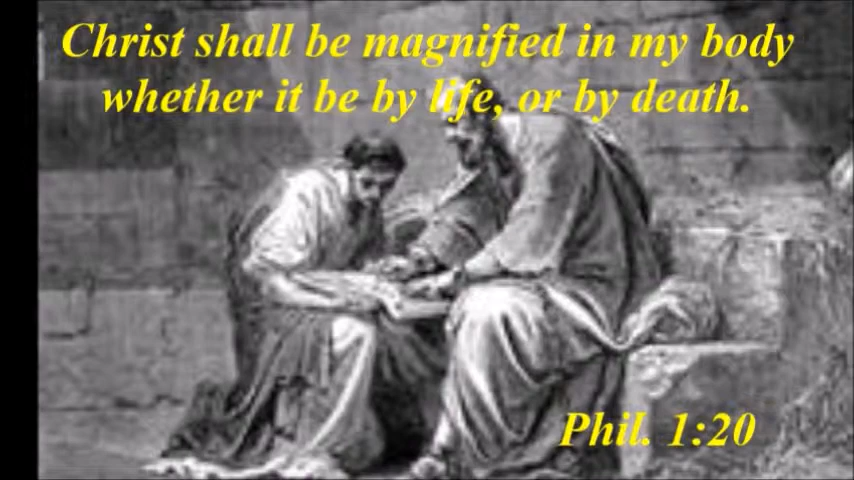 Christ shall be magnified in my body
whether it be by life, or by death.
Phil. 1:20